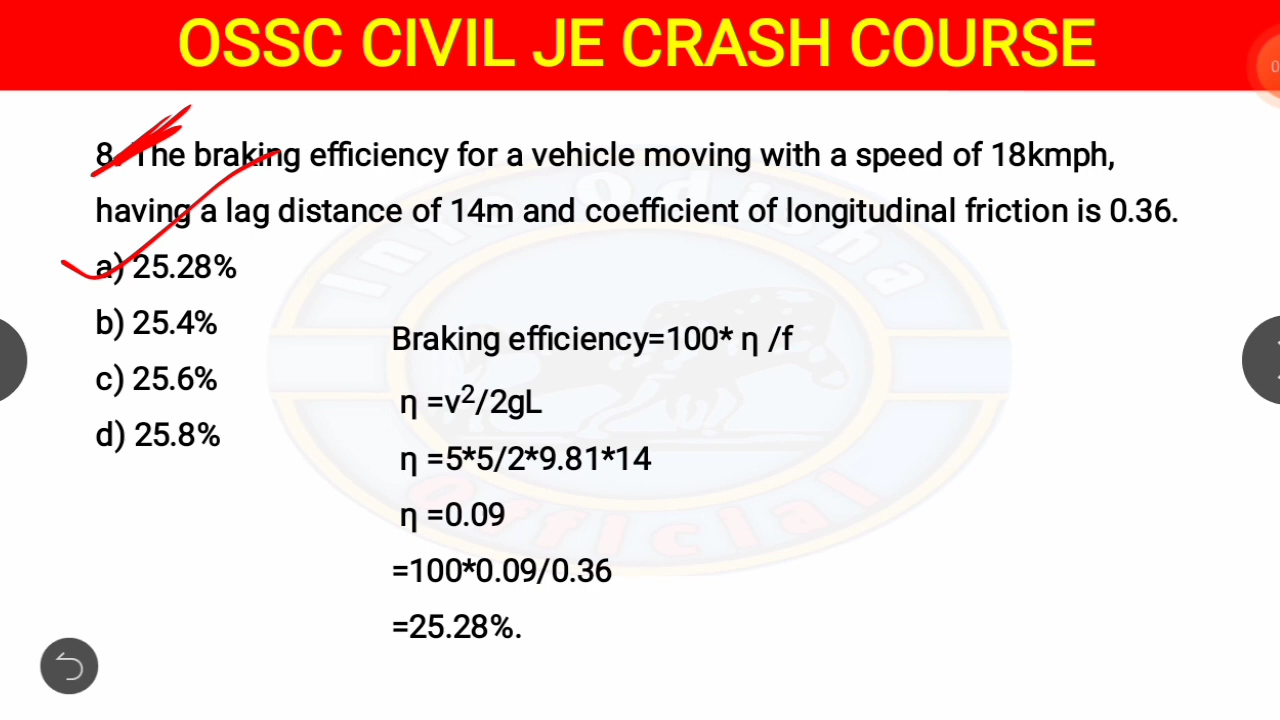 OSSC CIVIL JE CRASH COURSE
8. The braking efficiency for a vehicle moving with a speed of 18kmph,
having a lag distance of 14m and coefficient of longitudinal friction is 0.36.
a) 25.28%
b) 25.4%
c) 25.6%
d) 25.8%
Braking efficiency=100* η /f
η =v²/2gL
η =5*5/2*9.81*14
η =0.09
=100*0.09/0.36
=25.28%.
Info Odisha
Official